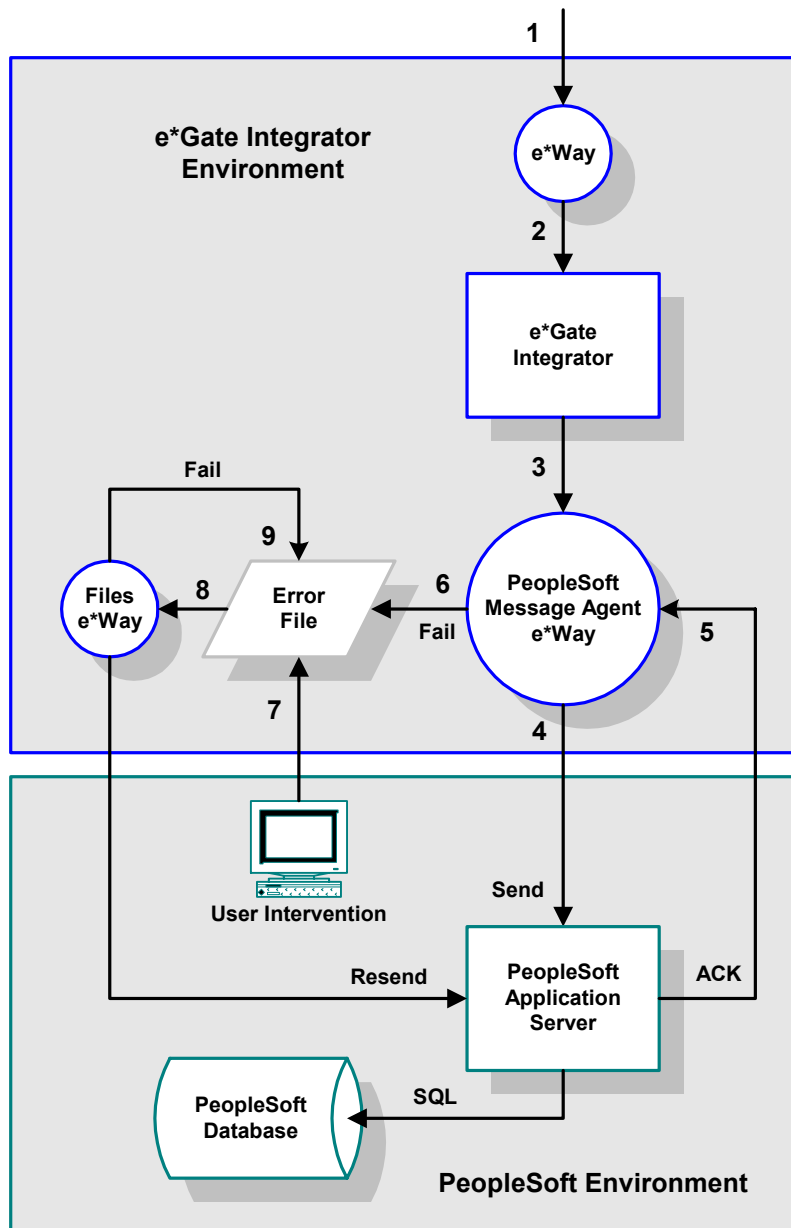 1
e*Gate Integrator
Environment
e*Way
2
e*Gate
Integrator
3
Fail
9
PeopleSoft
Message Agent
e*Way
Files
e*Way
8
Error
File
6
Fail
5
7
4
User Intervention
Send
Resend
PeopleSoft
Application
Server
ACK
SQL
PeopleSoft
Database
PeopleSoft Environment